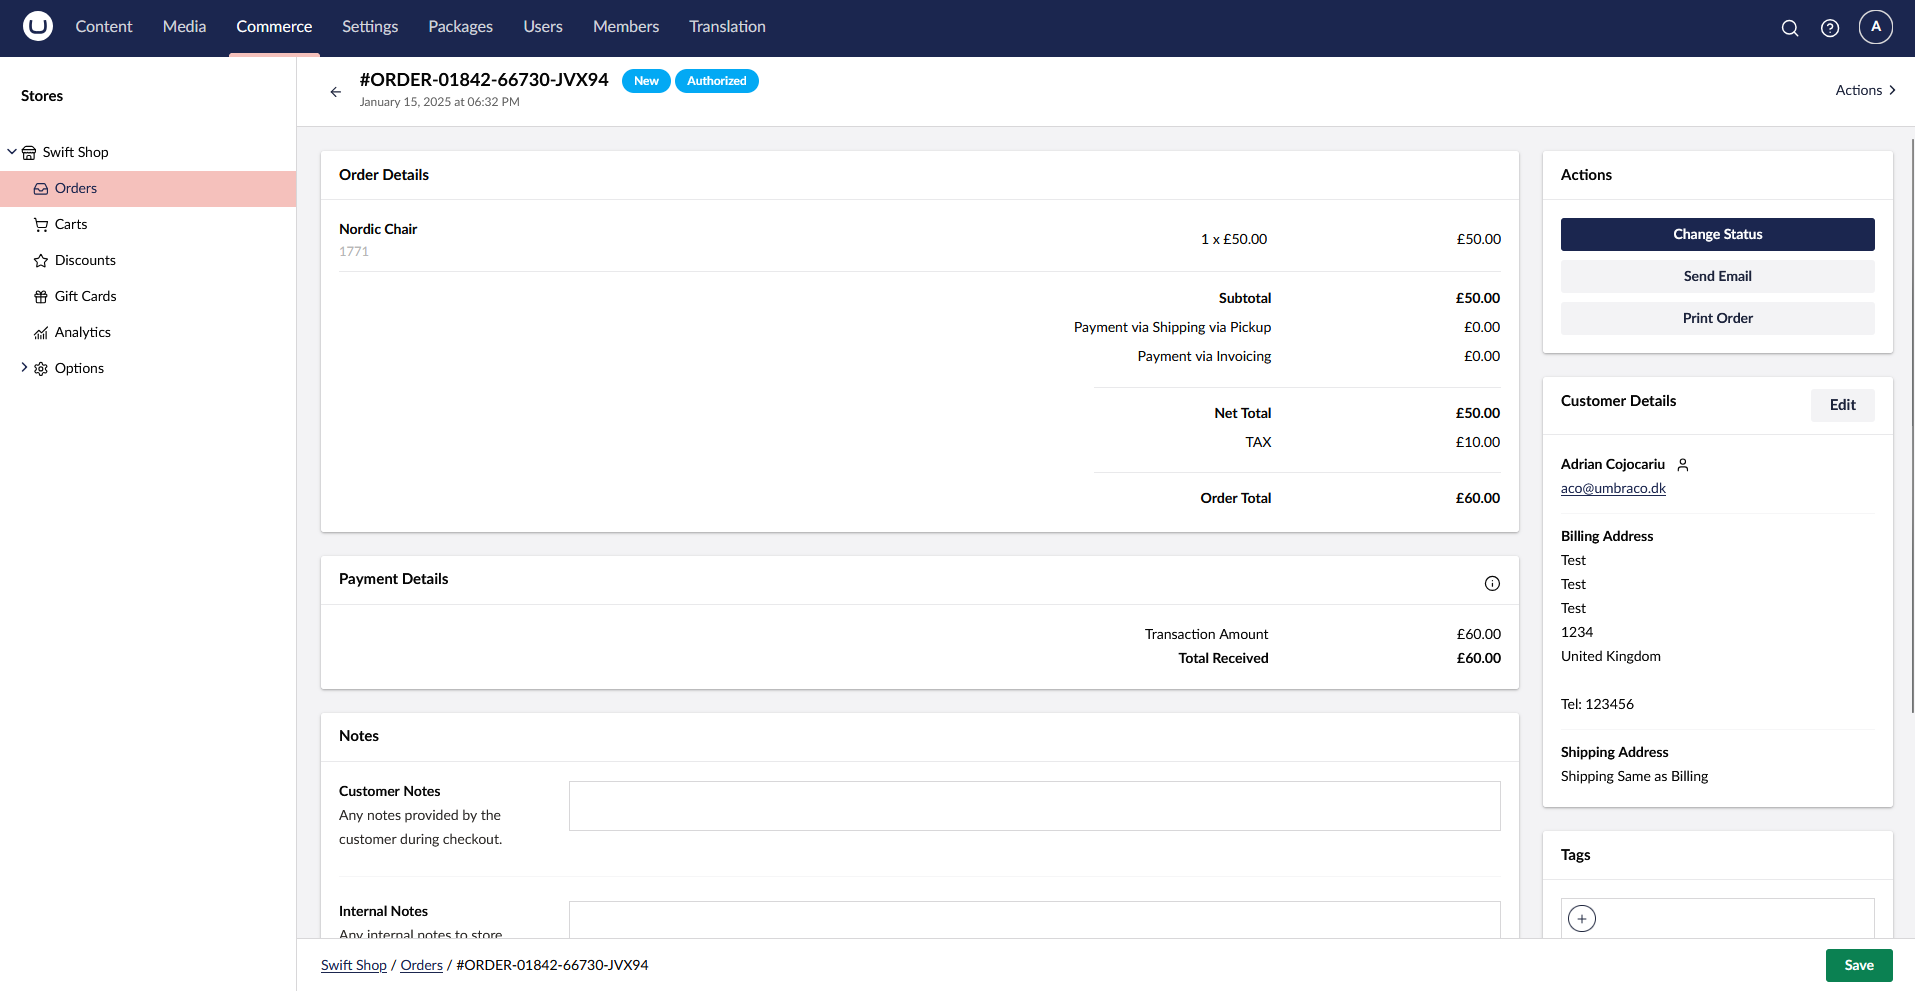 Content Media Commerce Settings Packages Users Members Translation
A
Stores
Swift Shop
Orders
Carts
Discounts
Gift Cards
Analytics
Options
#ORDER-01842-66730-JVX94 New Authorized
January 15, 2025 at 06:32 PM
Actions
Order Details
Nordic Chair
1771
1 x £50.00 £50.00
Subtotal £50.00
Payment via Shipping via Pickup £0.00
Payment via Invoicing £0.00
Net Total £50.00
TAX £10.00
Order Total £60.00
Payment Details
Transaction Amount £60.00
Total Received £60.00
Notes
Customer Notes
Any notes provided by the
customer during checkout.
Internal Notes
Any internal notes to store
Actions
Change Status
Send Email
Print Order
Customer Details Edit
Adrian Cojocariu
aco@umbraco.dk
Billing Address
Test
Test
Test
1234
United Kingdom
Tel: 123456
Shipping Address
Shipping Same as Billing
Tags
Swift Shop / Orders / #ORDER-01842-66730-JVX94
Save